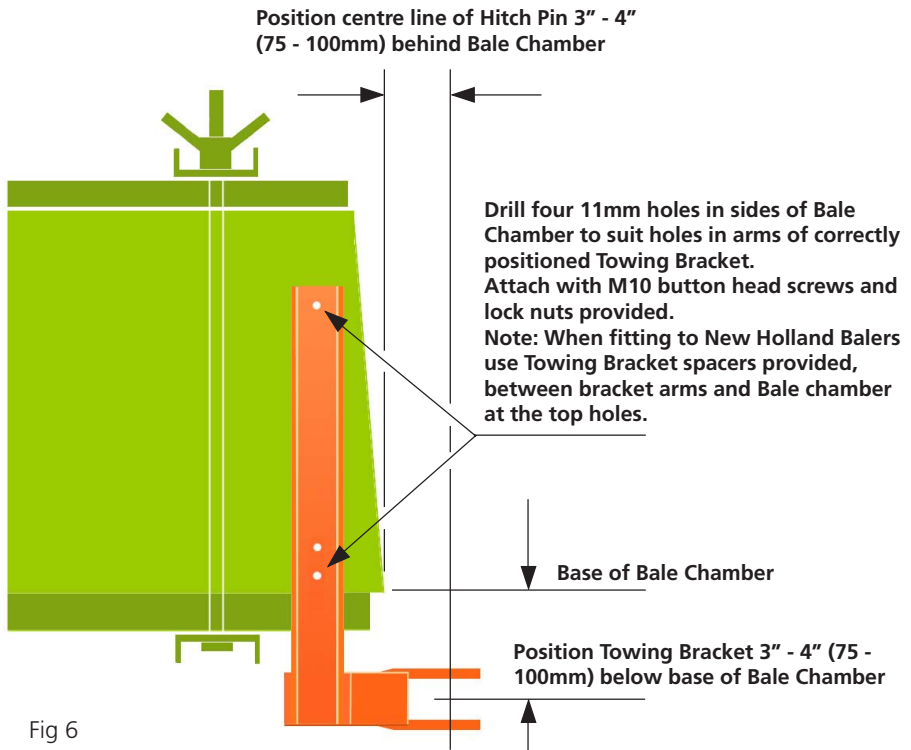 Position centre line of Hitch Pin 3” - 4”
(75 - 100mm) behind Bale Chamber
Drill four 11mm holes in sides of Bale
Chamber to suit holes in arms of correctly
positioned Towing Bracket.
Attach with M10 button head screws and
lock nuts provided.
Note: When fitting to New Holland Balers
use Towing Bracket spacers provided,
between bracket arms and Bale chamber
at the top holes.
Base of Bale Chamber
Position Towing Bracket 3” - 4” (75 -
100mm) below base of Bale Chamber
Fig 6